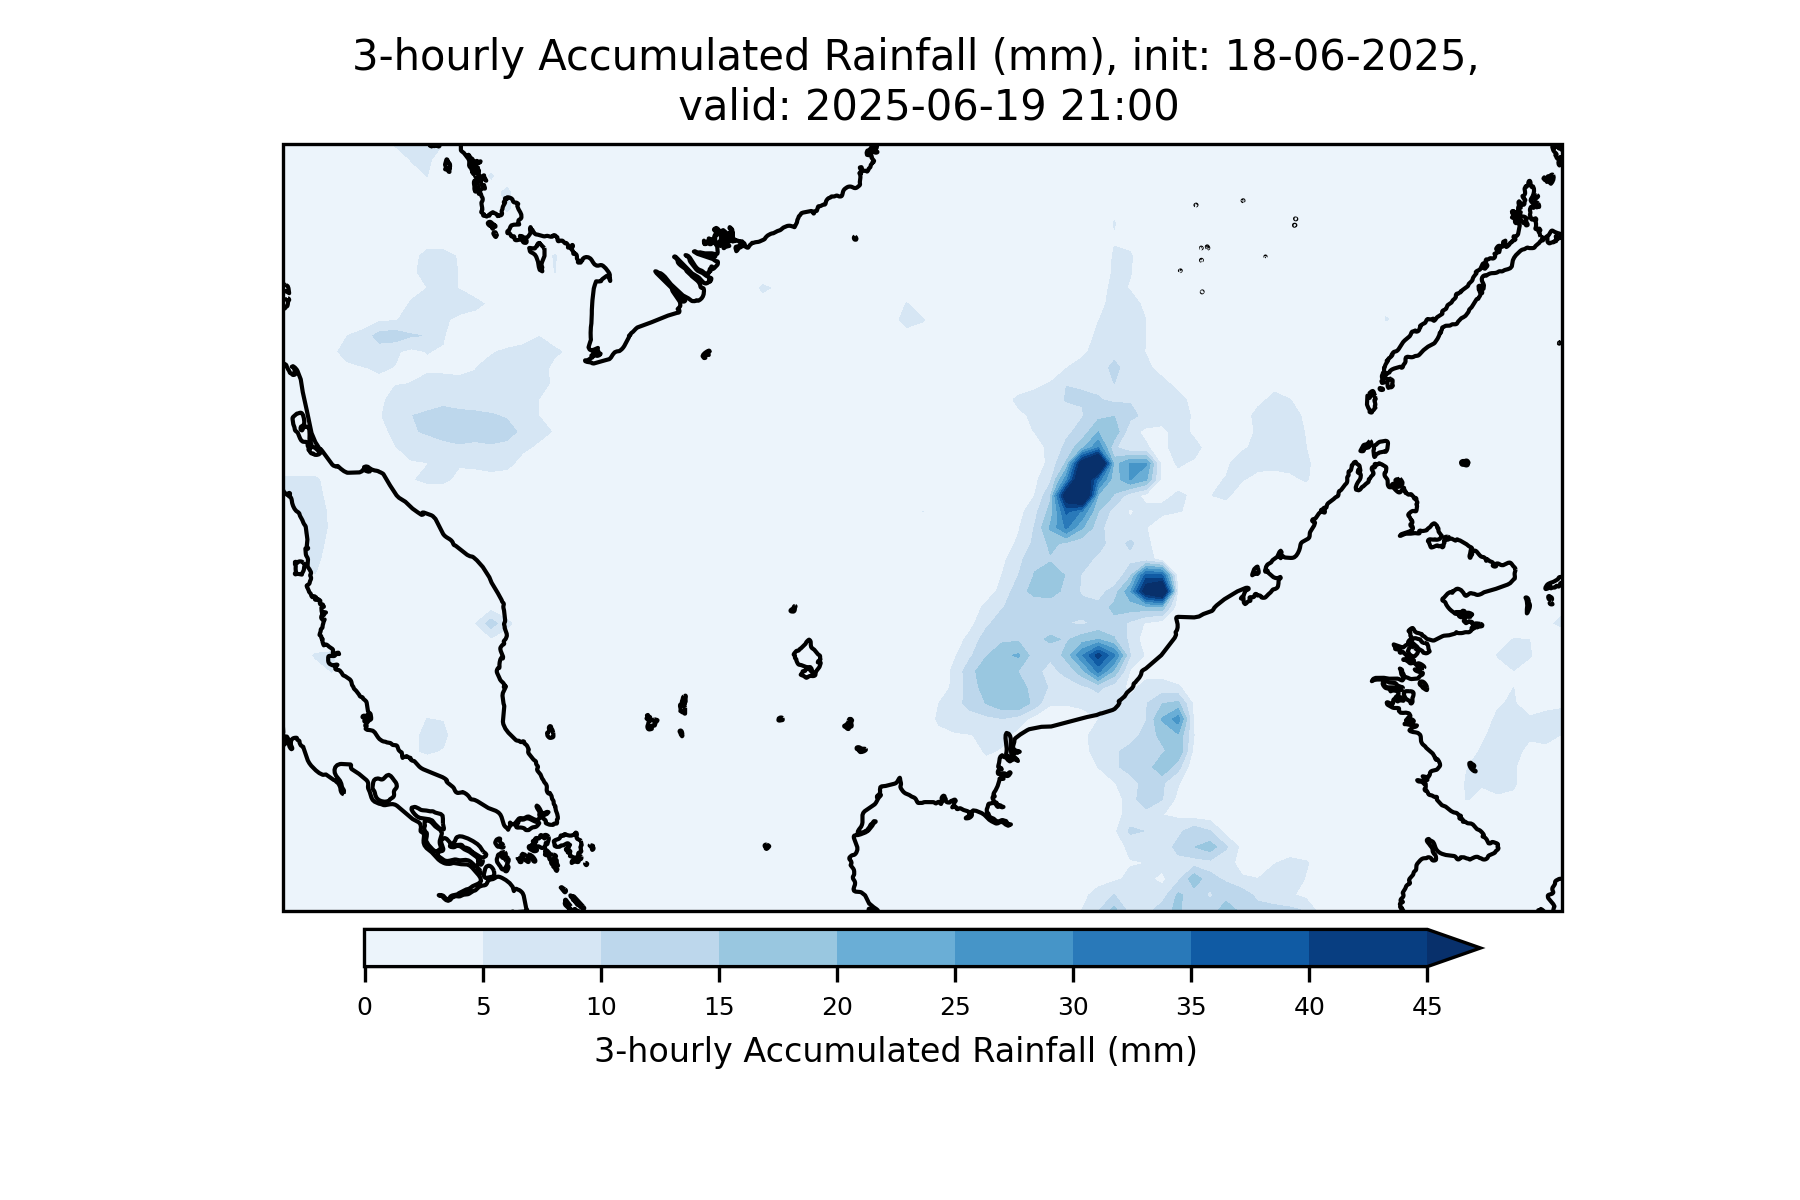 3-hourly Accumulated Rainfall (mm), init: 18-06-2025,
valid: 2025-06-19 21:00
0 5 10 15 20 25 30 35 40 45
3-hourly Accumulated Rainfall (mm)